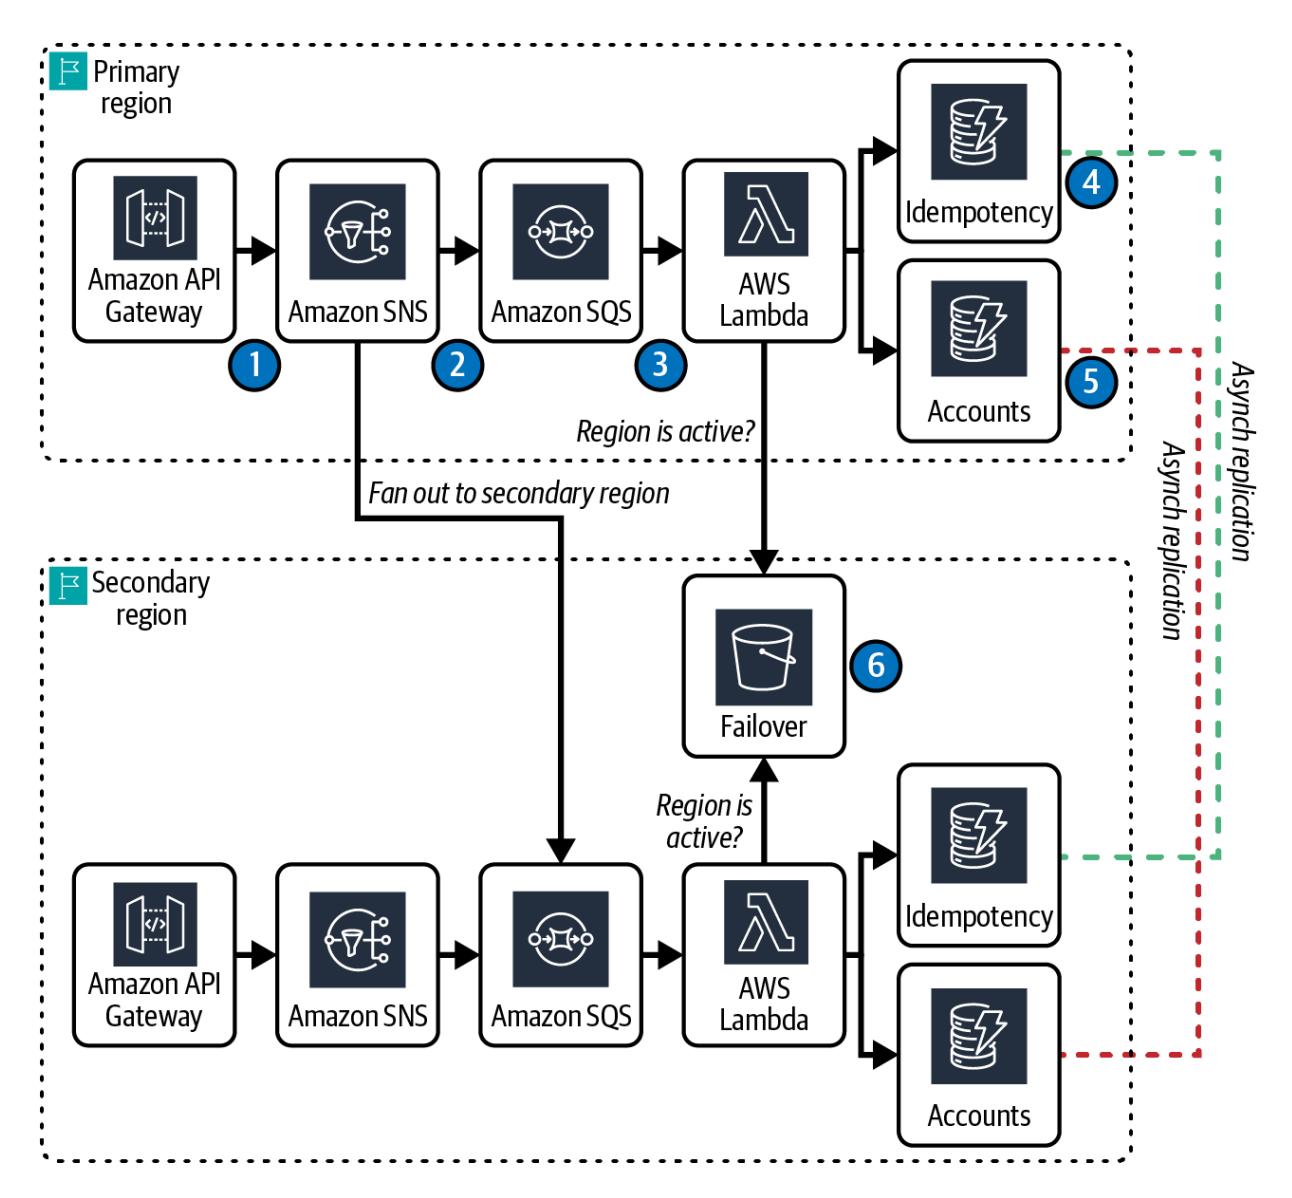 Primary
region
Amazon API
Gateway
Amazon SNS
Amazon SQS
AWS
Lambda
Idempotency
Accounts
1
2
3
4
5
Region is active?
Fan out to secondary region
Asynch replication
Asynch replication
Secondary
region
Failover
6
Region is
active?
Amazon API
Gateway
Amazon SNS
Amazon SQS
AWS
Lambda
Idempotency
Accounts